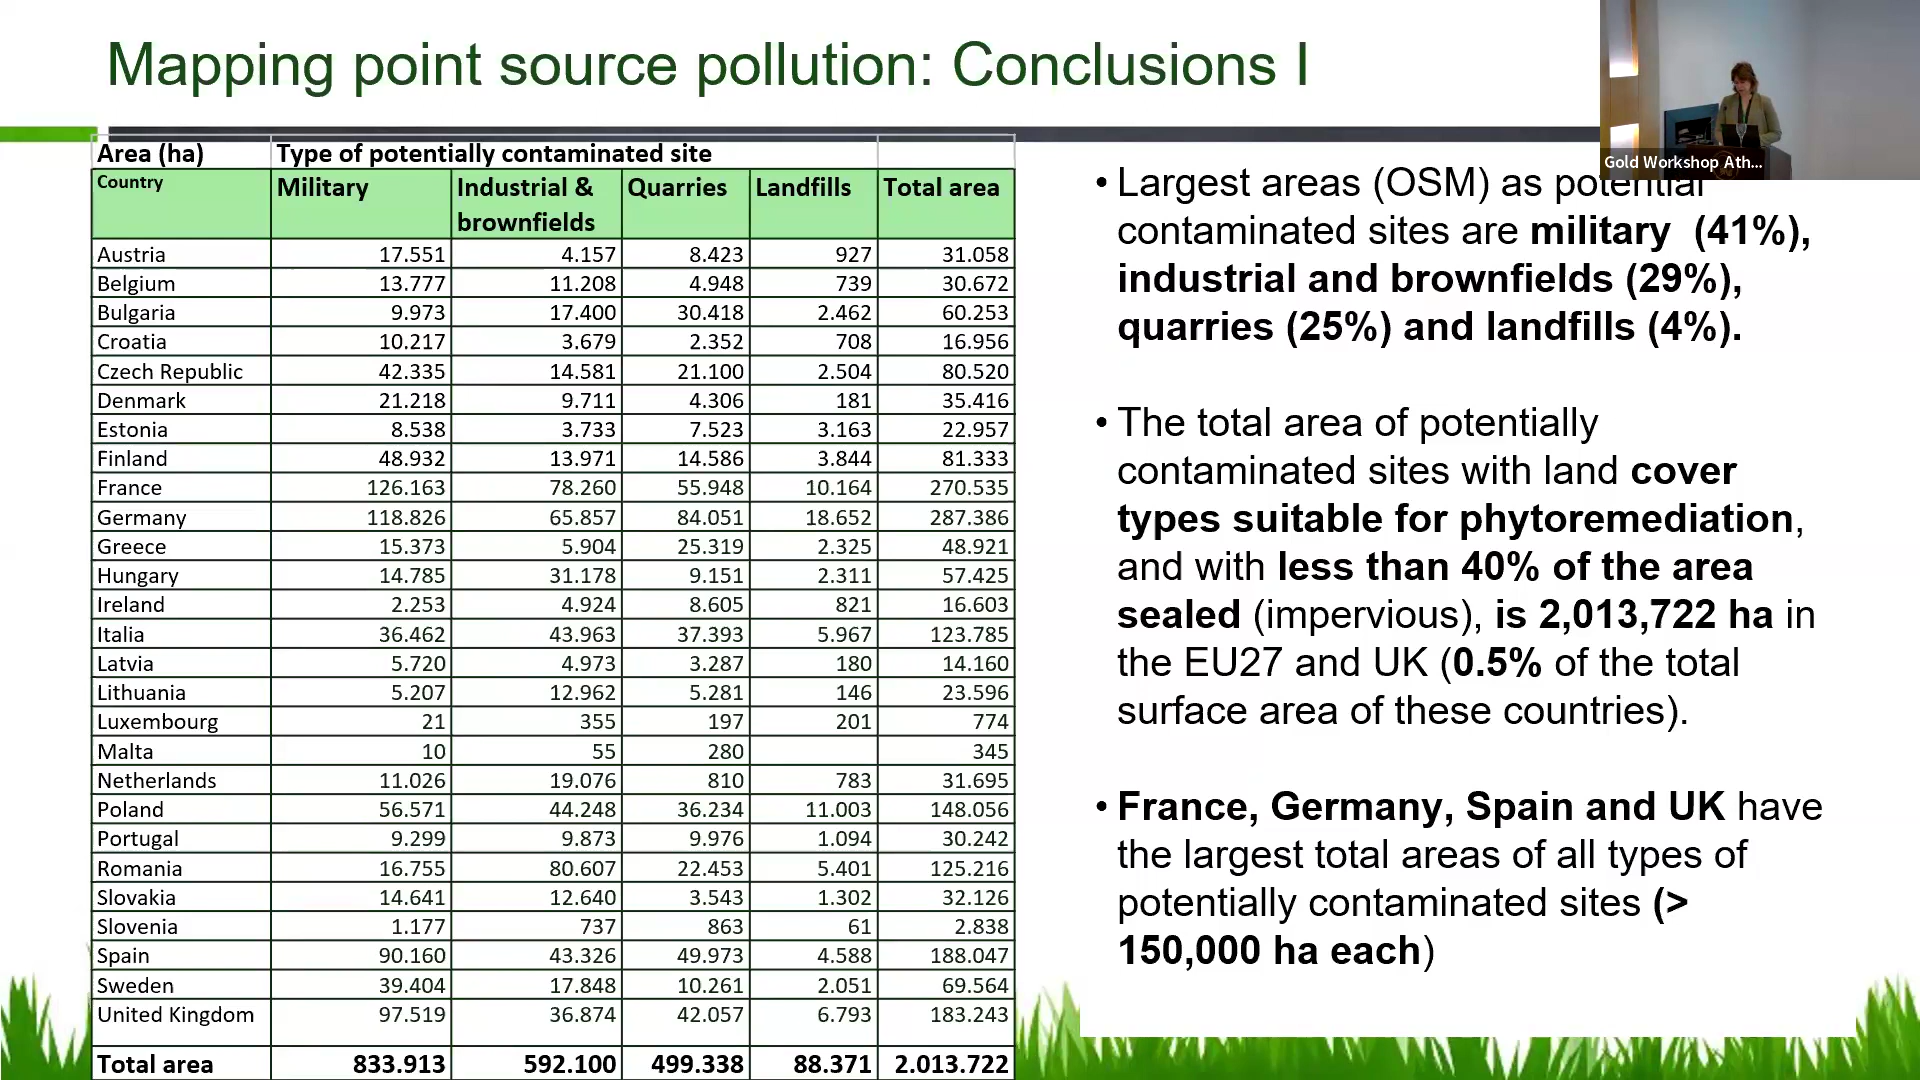 Mapping point source pollution: Conclusions I
Gold Workshop Ath...
Area (ha) Type of potentially contaminated site
Country Military Industrial & brownfields Quarries Landfills Total area
Austria 17.551 4.157 8.423 927 31.058
Belgium 13.777 11.208 4.948 739 30.672
Bulgaria 9.973 17.400 30.418 2.462 60.253
Croatia 10.217 3.679 2.352 708 16.956
Czech Republic 42.335 14.581 21.100 2.504 80.520
Denmark 21.218 9.711 4.306 181 35.416
Estonia 8.538 3.733 7.523 3.163 22.957
Finland 48.932 13.971 14.586 3.844 81.333
France 126.163 78.260 55.948 10.164 270.535
Germany 118.826 65.857 84.051 18.652 287.386
Greece 15.373 5.904 25.319 2.325 48.921
Hungary 14.785 31.178 9.151 2.311 57.425
Ireland 2.253 4.924 8.605 821 16.603
Italia 36.462 43.963 37.393 5.967 123.785
Latvia 5.720 4.973 3.287 180 14.160
Lithuania 5.207 12.962 5.281 146 23.596
Luxembourg 21 355 197 201 774
Malta 10 55 280 345
Netherlands 11.026 19.076 810 783 31.695
Poland 56.571 44.248 36.234 11.003 148.056
Portugal 9.299 9.873 9.976 1.094 30.242
Romania 16.755 80.607 22.453 5.401 125.216
Slovakia 14.641 12.640 3.543 1.302 32.126
Slovenia 1.177 737 863 61 2.838
Spain 90.160 43.326 49.973 4.588 188.047
Sweden 39.404 17.848 10.261 2.051 69.564
United Kingdom 97.519 36.874 42.057 6.793 183.243
Total area 833.913 592.100 499.338 88.371 2.013.722
• Largest areas (OSM) as potential
contaminated sites are military (41%),
industrial and brownfields (29%),
quarries (25%) and landfills (4%).
• The total area of potentially
contaminated sites with land cover
types suitable for phytoremediation,
and with less than 40% of the area
sealed (impervious), is 2,013,722 ha in
the EU27 and UK (0.5% of the total
surface area of these countries).
• France, Germany, Spain and UK have
the largest total areas of all types of
potentially contaminated sites (>
150,000 ha each)